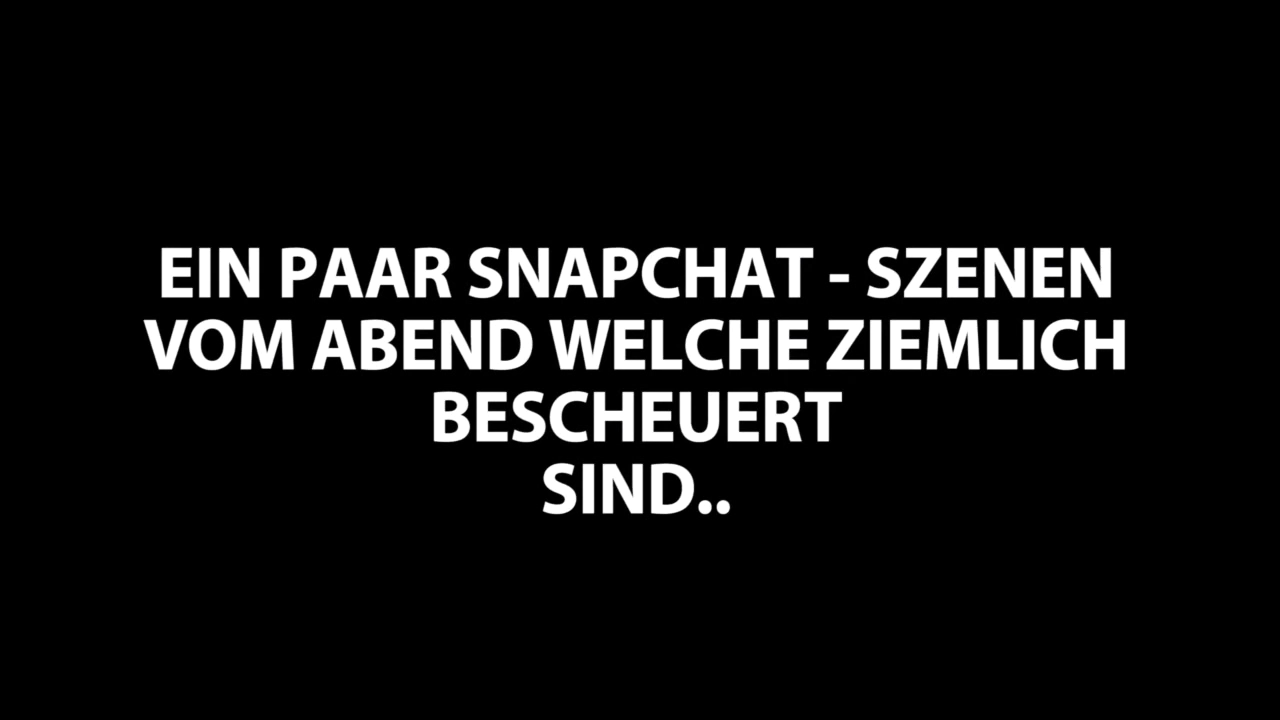 EIN PAAR SNAPCHAT - SZENEN
VOM ABEND WELCHE ZIEMLICH
BESCHEUERT
SIND..